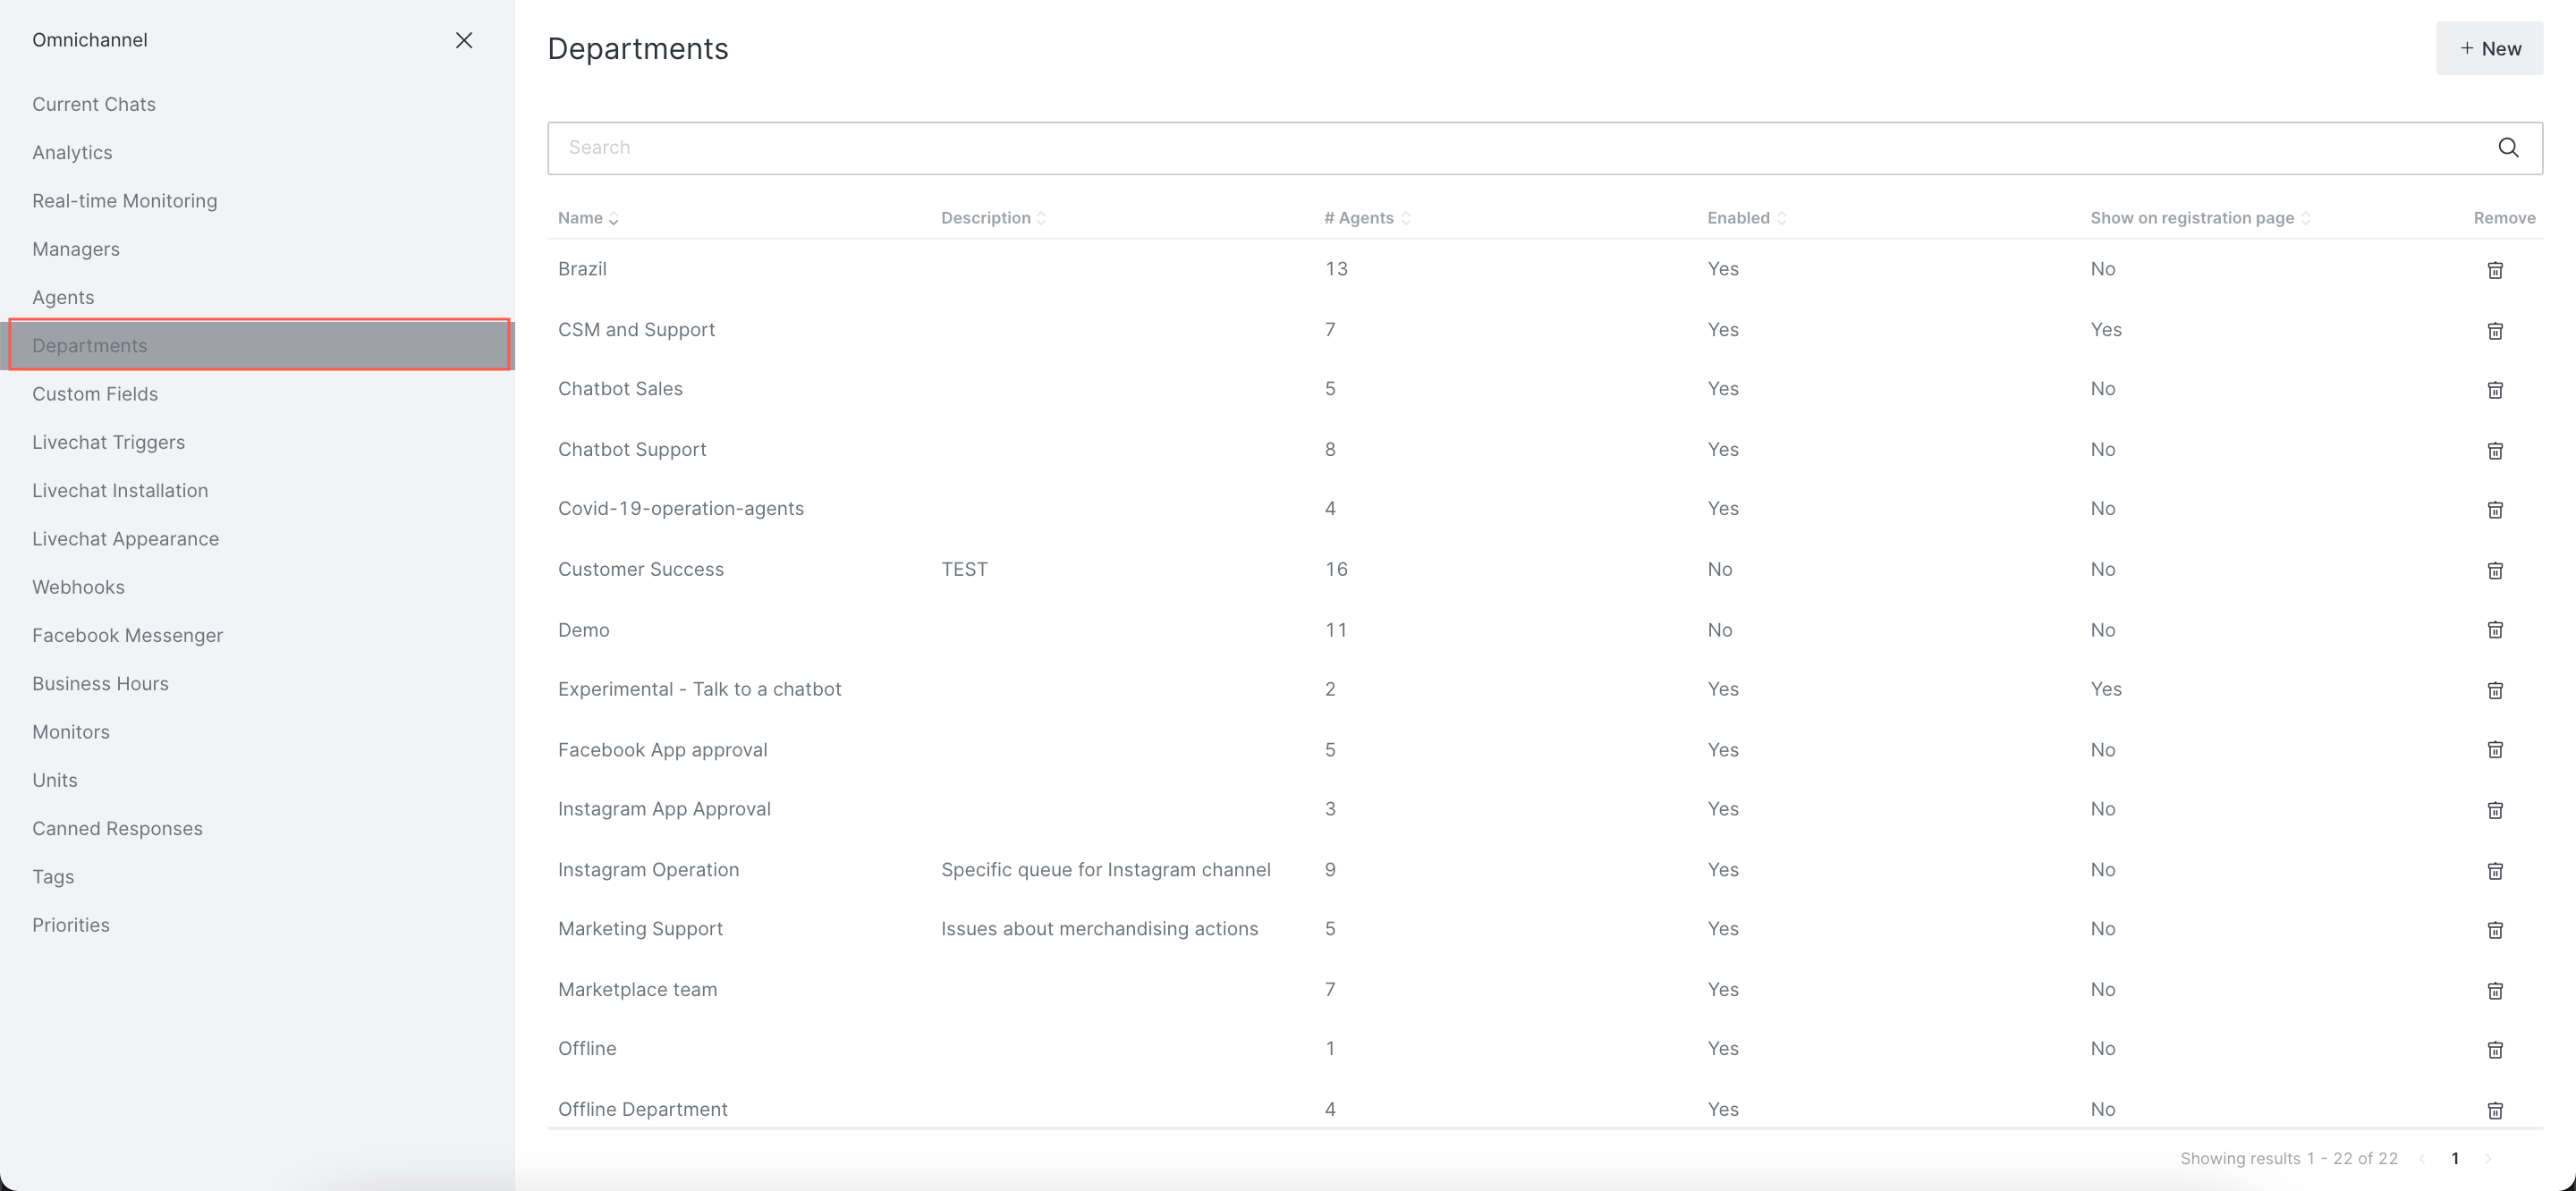 Omnichannel
Current Chats
Analytics
Real-time Monitoring
Managers
Agents
Departments
Custom Fields
Livechat Triggers
Livechat Installation
Livechat Appearance
Webhooks
Facebook Messenger
Business Hours
Monitors
Units
Canned Responses
Tags
Priorities
Departments
+ New
Search
Name Description # Agents Enabled Show on registration page Remove
Brazil 13 Yes No
CSM and Support 7 Yes Yes
Chatbot Sales 5 Yes No
Chatbot Support 8 Yes No
Covid-19-operation-agents 4 Yes No
Customer Success TEST 16 No No
Demo 11 No No
Experimental - Talk to a chatbot 2 Yes Yes
Facebook App approval 5 Yes No
Instagram App Approval 3 Yes No
Instagram Operation Specific queue for Instagram channel 9 Yes No
Marketing Support Issues about merchandising actions 5 Yes No
Marketplace team 7 Yes No
Offline 1 Yes No
Offline Department 4 Yes No
Showing results 1 - 22 of 22 < 1 >